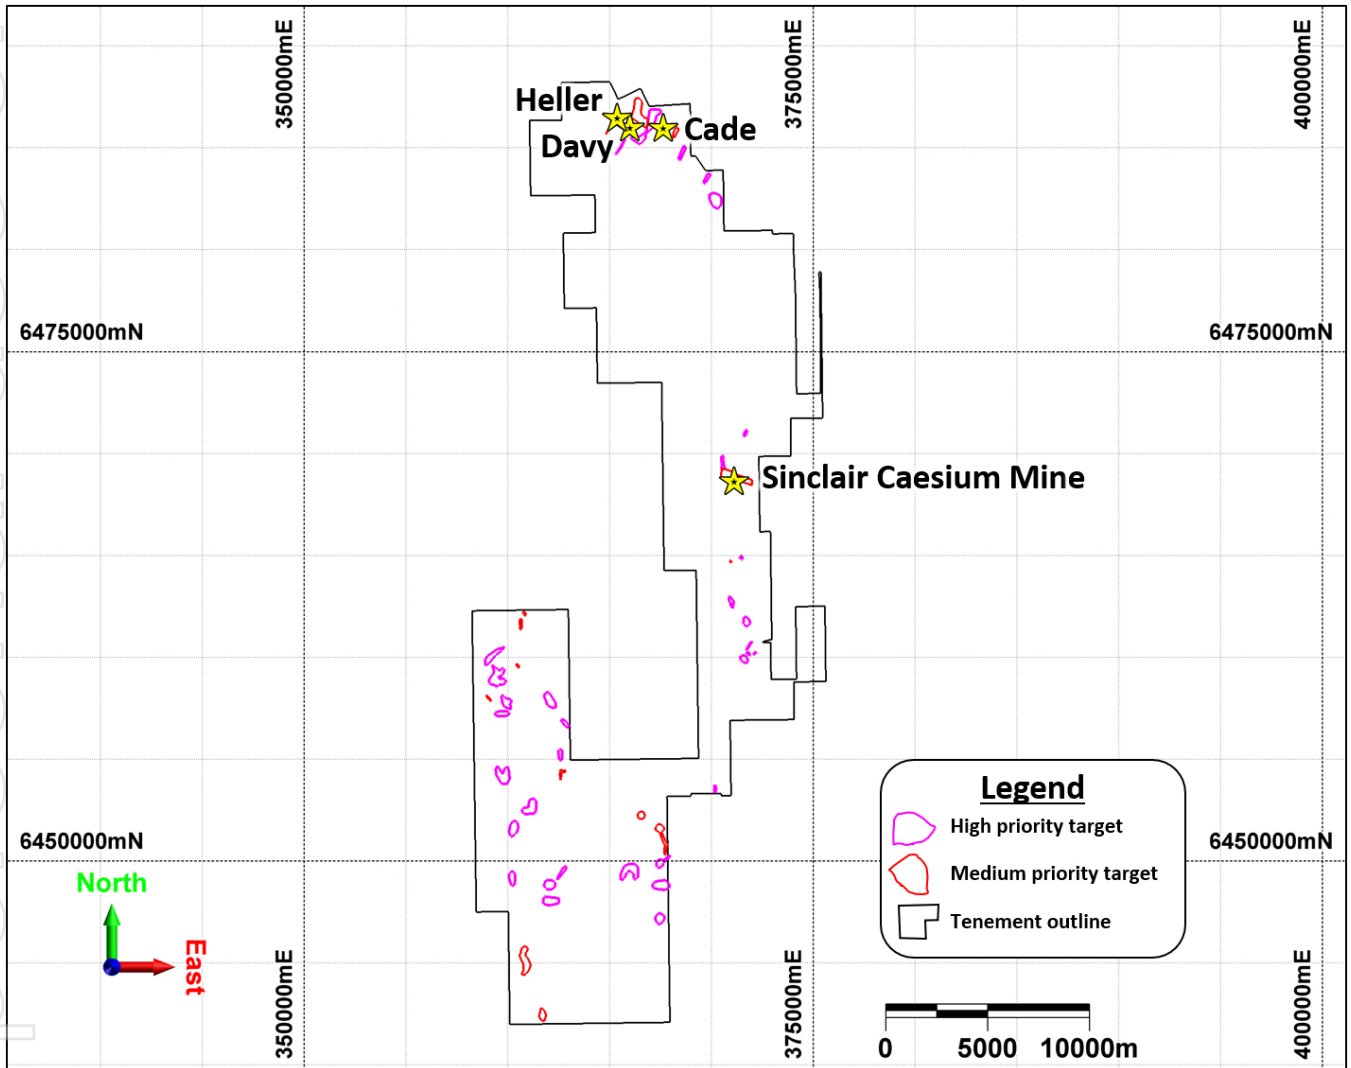 350000mE
375000mE
400000mE
Heller
Cade
Davy
6475000mN
6475000mN
Sinclair Caesium Mine
Legend
High priority target
Medium priority target
Tenement outline
6450000mN
6450000mN
North
East
350000mE
375000mE
400000mE
0 5000 10000m